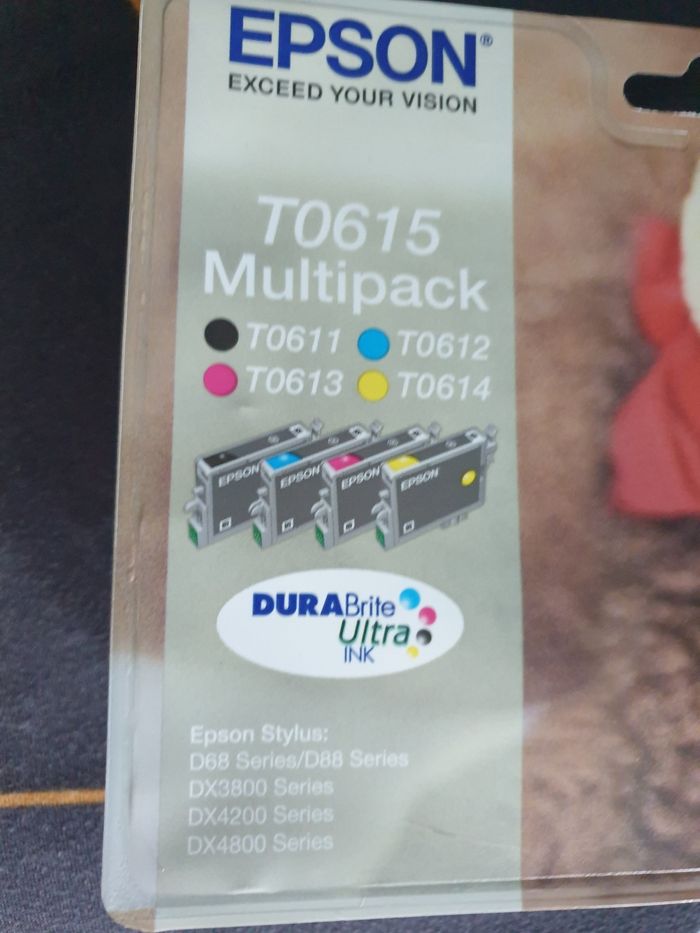 EPSON®
EXCEED YOUR VISION
T0615
Multipack
T0611 T0612
T0613 T0614
EPSON EPSON EPSON EPSON
DURABrite
Ultra
INK
Epson Stylus:
D68 Series/D88 Series
DX3800 Series
DX4200 Series
DX4800 Series